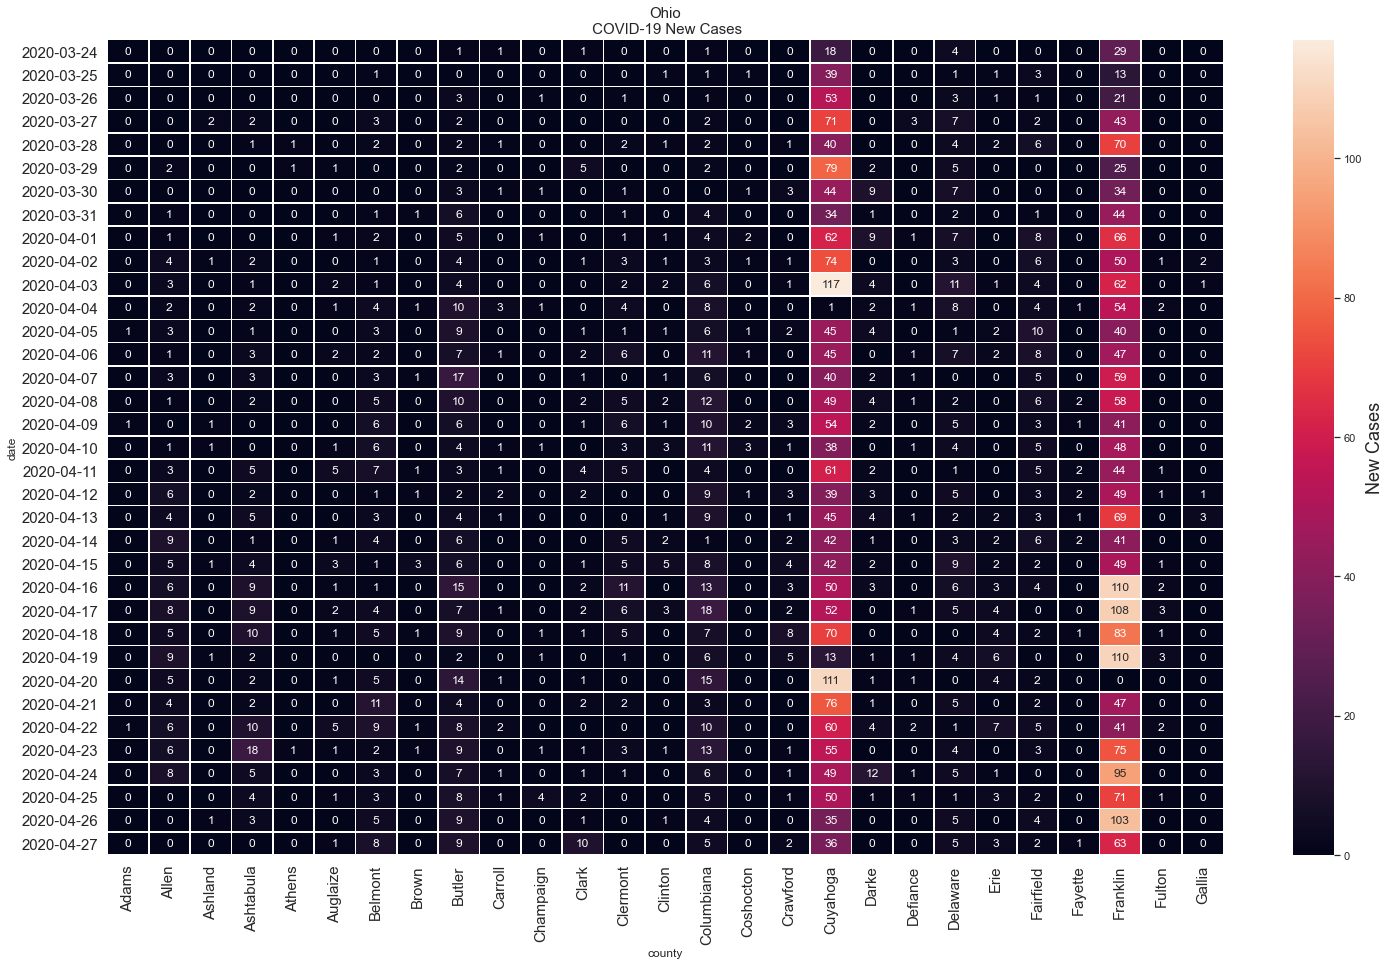 Ohio
COVID-19 New Cases
2020-03-24 0 0 0 0 0 0 0 0 1 1 0 1 0 0 1 0 0 18 0 0 4 0 0 0 29 0 0
2020-03-25 0 0 0 0 0 0 1 0 0 0 0 0 0 1 1 1 0 39 0 0 1 1 3 0 13 0 0
2020-03-26 0 0 0 0 0 0 0 0 3 0 1 0 1 0 1 0 0 53 0 0 3 1 1 0 21 0 0
2020-03-27 0 0 2 2 0 0 3 0 2 0 0 0 0 0 2 0 0 71 0 3 7 0 2 0 43 0 0
2020-03-28 0 0 0 1 1 0 2 0 2 1 0 0 2 1 2 0 1 40 0 0 4 2 6 0 70 0 0
2020-03-29 0 2 0 0 1 1 0 0 2 0 0 5 0 0 2 0 0 79 2 0 5 0 0 0 25 0 0
2020-03-30 0 0 0 0 0 0 0 0 3 1 1 0 1 0 0 1 3 44 9 0 7 0 0 0 34 0 0
2020-03-31 0 1 0 0 0 0 1 1 6 0 0 0 1 0 4 0 0 34 1 0 2 0 1 0 44 0 0
2020-04-01 0 1 0 0 0 1 2 0 5 0 1 0 1 1 4 2 0 62 9 1 7 0 8 0 66 0 0
2020-04-02 0 4 1 2 0 0 1 0 4 0 0 1 3 1 3 1 1 74 0 0 3 0 6 0 50 1 2
2020-04-03 0 3 0 1 0 2 1 0 4 0 0 0 2 2 6 0 1 117 4 0 11 1 4 0 62 0 1
2020-04-04 0 2 0 2 0 1 4 1 10 3 1 0 4 0 8 0 0 1 2 1 8 0 4 1 54 2 0
2020-04-05 1 3 0 1 0 0 3 0 9 0 0 1 1 1 6 1 2 45 4 0 1 2 10 0 40 0 0
2020-04-06 0 1 0 3 0 2 2 0 7 1 0 2 6 0 11 1 0 45 0 1 7 2 8 0 47 0 0
2020-04-07 0 3 0 3 0 0 3 1 17 0 0 1 0 1 6 0 0 40 2 1 0 0 5 0 59 0 0
2020-04-08 0 1 0 2 0 0 5 0 10 0 0 2 5 2 12 0 0 49 4 1 2 0 6 2 58 0 0
2020-04-09 1 0 1 0 0 0 6 0 6 0 0 1 6 1 10 2 3 54 2 0 5 0 3 1 41 0 0
2020-04-10 0 1 1 0 0 1 6 0 4 1 1 0 3 3 11 3 1 38 0 1 4 0 5 0 48 0 0
2020-04-11 0 3 0 5 0 5 7 1 3 1 0 4 5 0 4 0 0 61 2 0 1 0 5 2 44 1 0
2020-04-12 0 6 0 2 0 0 1 1 2 2 0 2 0 0 9 1 3 39 3 0 5 0 3 2 49 1 1
2020-04-13 0 4 0 5 0 0 3 0 4 1 0 0 0 1 9 0 1 45 4 1 2 2 3 1 69 0 3
2020-04-14 0 9 0 1 0 1 4 0 6 0 0 0 5 2 1 0 2 42 1 0 3 2 6 2 41 0 0
2020-04-15 0 5 1 4 0 3 1 3 6 0 0 1 5 5 8 0 4 42 2 0 9 2 2 0 49 1 0
2020-04-16 0 6 0 9 0 1 1 0 15 0 0 2 11 0 13 0 3 50 3 0 6 3 4 0 110 2 0
2020-04-17 0 8 0 9 0 2 4 0 7 1 0 2 6 3 18 0 2 52 0 1 5 4 0 0 108 3 0
2020-04-18 0 5 0 10 0 1 5 1 9 0 1 1 5 0 7 0 8 70 0 0 0 4 2 1 83 1 0
2020-04-19 0 9 1 2 0 0 0 0 2 0 1 0 1 0 6 0 5 13 1 1 4 6 0 0 110 3 0
2020-04-20 0 5 0 2 0 1 5 0 14 1 0 1 0 0 15 0 0 111 1 1 0 4 2 0 0 0 0
2020-04-21 0 4 0 2 0 0 11 0 4 0 0 2 2 0 3 0 0 76 1 0 5 0 2 0 47 0 0
2020-04-22 1 6 0 10 0 5 9 1 8 2 0 0 0 0 10 0 0 60 4 2 1 7 5 0 41 2 0
2020-04-23 0 6 0 18 1 1 2 1 9 0 1 1 3 1 13 0 1 55 0 0 4 0 3 0 75 0 0
2020-04-24 0 8 0 5 0 0 3 0 7 1 0 1 1 0 6 0 1 49 12 1 5 1 0 0 95 0 0
2020-04-25 0 0 0 4 0 1 3 0 8 1 4 2 0 0 5 0 1 50 1 1 1 3 2 0 71 1 0
2020-04-26 0 0 1 3 0 0 5 0 9 0 0 1 0 1 4 0 0 35 0 0 5 0 4 0 103 0 0
2020-04-27 0 0 0 0 0 1 8 0 9 0 0 10 0 0 5 0 2 36 0 0 5 3 2 1 63 0 0
Adams Allen Ashland Ashtabula Athens Auglaize Belmont Brown Butler Carroll Champaign Clark Clermont Clinton Columbiana Coshocton Crawford Cuyahoga Darke Defiance Delaware Erie Fairfield Fayette Franklin Fulton Gallia
county
date
100
80
60
40
20
0
New Cases